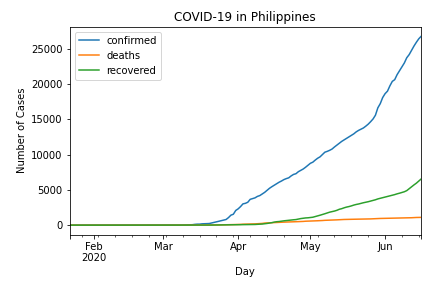 COVID-19 in Philippines
confirmed
deaths
recovered
Number of Cases
25000
20000
15000
10000
5000
0
Feb
2020
Mar
Apr
May
Jun
Day